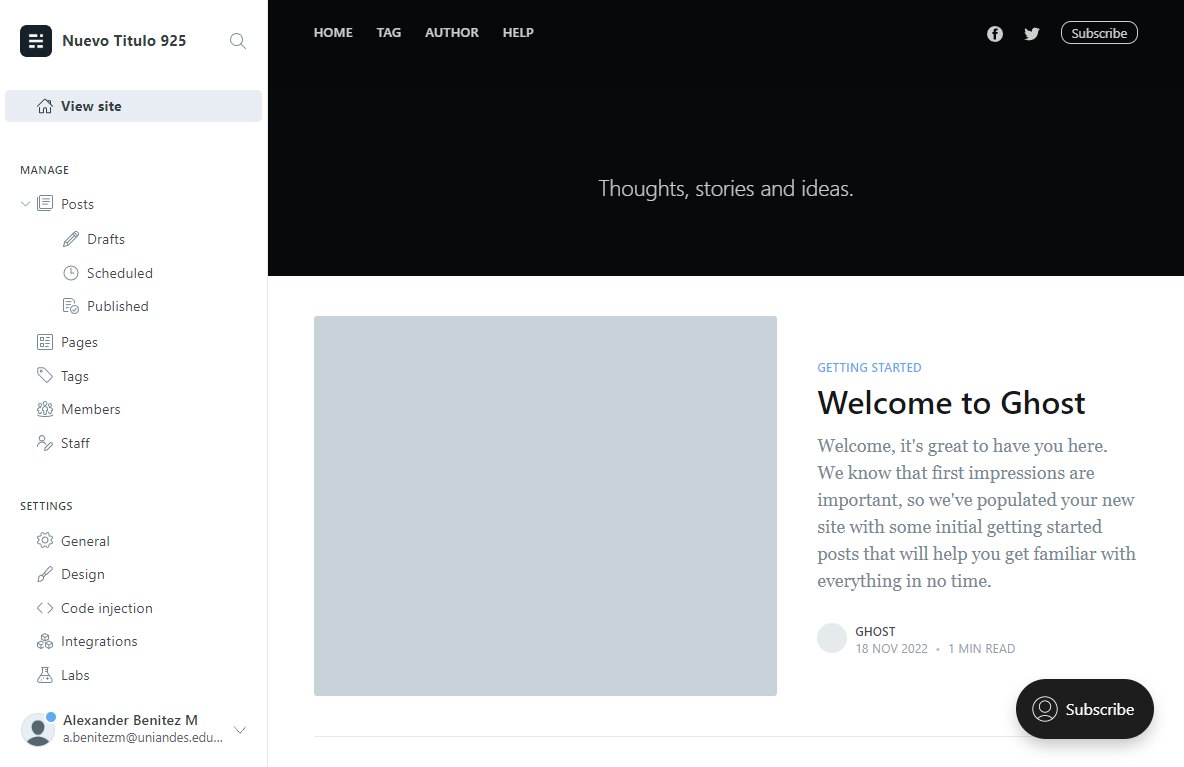 Nuevo Titulo 925
View site
MANAGE
Posts
Drafts
Scheduled
Published
Pages
Tags
Members
Staff
SETTINGS
General
Design
Code injection
Integrations
Labs
Alexander Benitez M
a.benitezm@uniandes.edu...
HOME TAG AUTHOR HELP
Subscribe
Thoughts, stories and ideas.
GETTING STARTED
Welcome to Ghost
Welcome, it's great to have you here.
We know that first impressions are
important, so we've populated your new
site with some initial getting started
posts that will help you get familiar with
everything in no time.
GHOST
18 NOV 2022 • 1 MIN READ
Subscribe